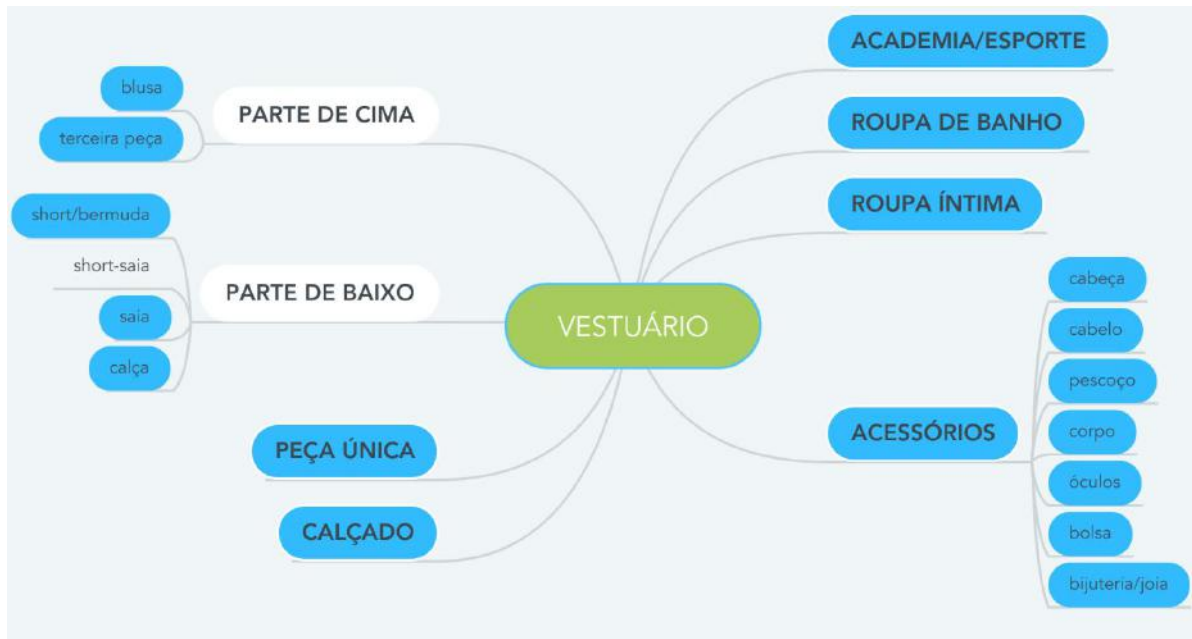 VESTUÁRIO
PARTE DE CIMA
blusa
terceira peça
PARTE DE BAIXO
short/bermuda
short-saia
saia
calça
PEÇA ÚNICA
CALÇADO
ACADEMIA/ESPORTE
ROUPA DE BANHO
ROUPA ÍNTIMA
ACESSÓRIOS
cabeça
cabelo
pescoço
corpo
óculos
bolsa
bijuteria/joia